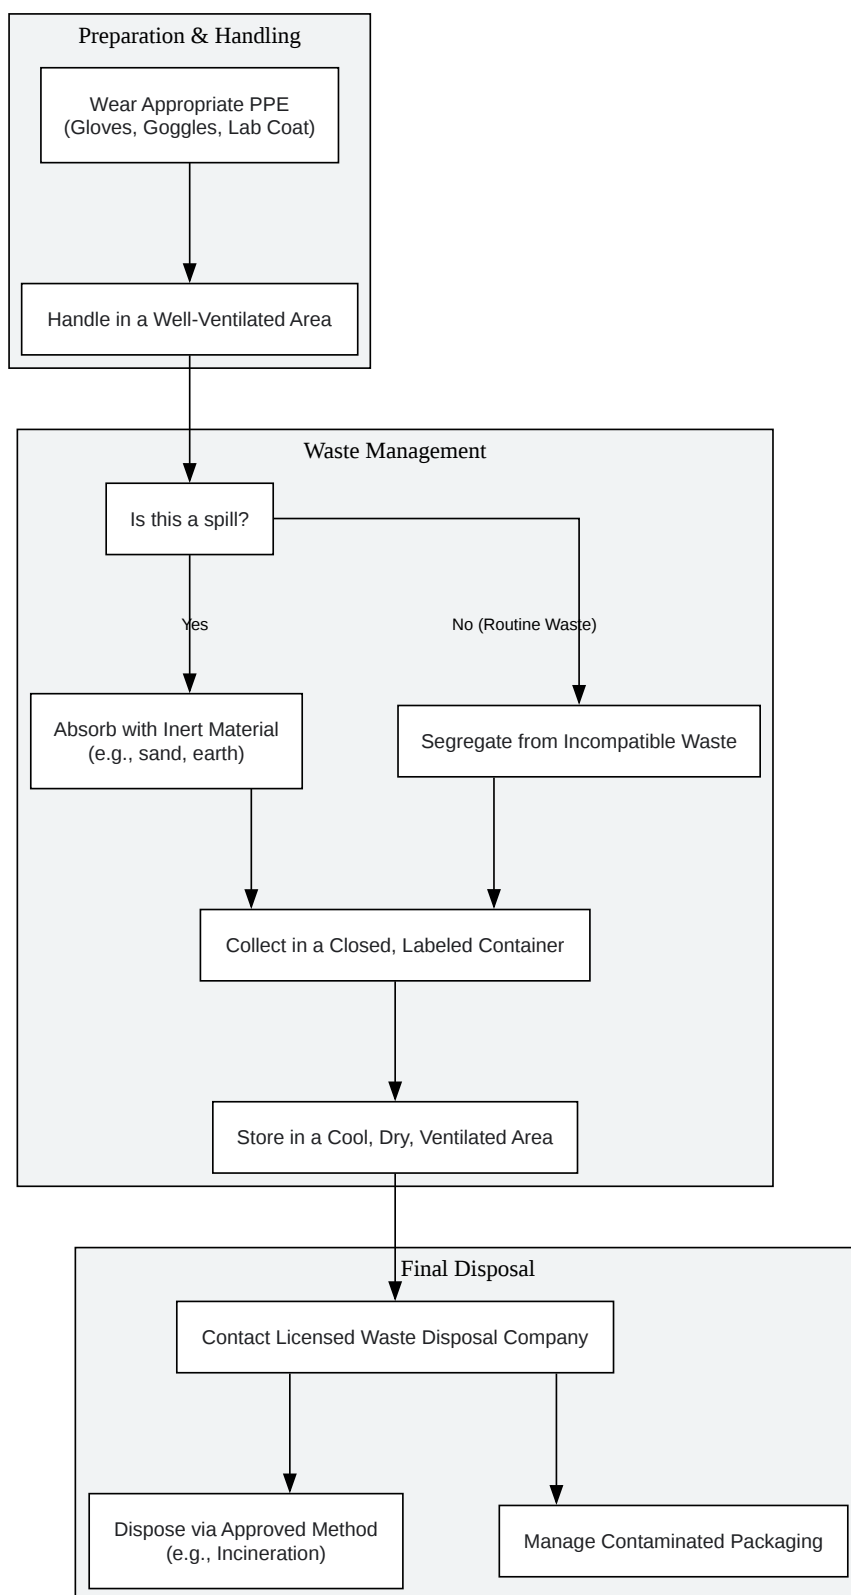 Preparation & Handling
Wear Appropriate PPE
(Gloves, Goggles, Lab Coat)
Handle in a Well-Ventilated Area
Waste Management
Is this a spill?
Yes
No (Routine Waste)
Absorb with Inert Material
(e.g., sand, earth)
Segregate from Incompatible Waste
Collect in a Closed, Labeled Container
Store in a Cool, Dry, Ventilated Area
Final Disposal
Contact Licensed Waste Disposal Company
Dispose via Approved Method
(e.g., Incineration)
Manage Contaminated Packaging